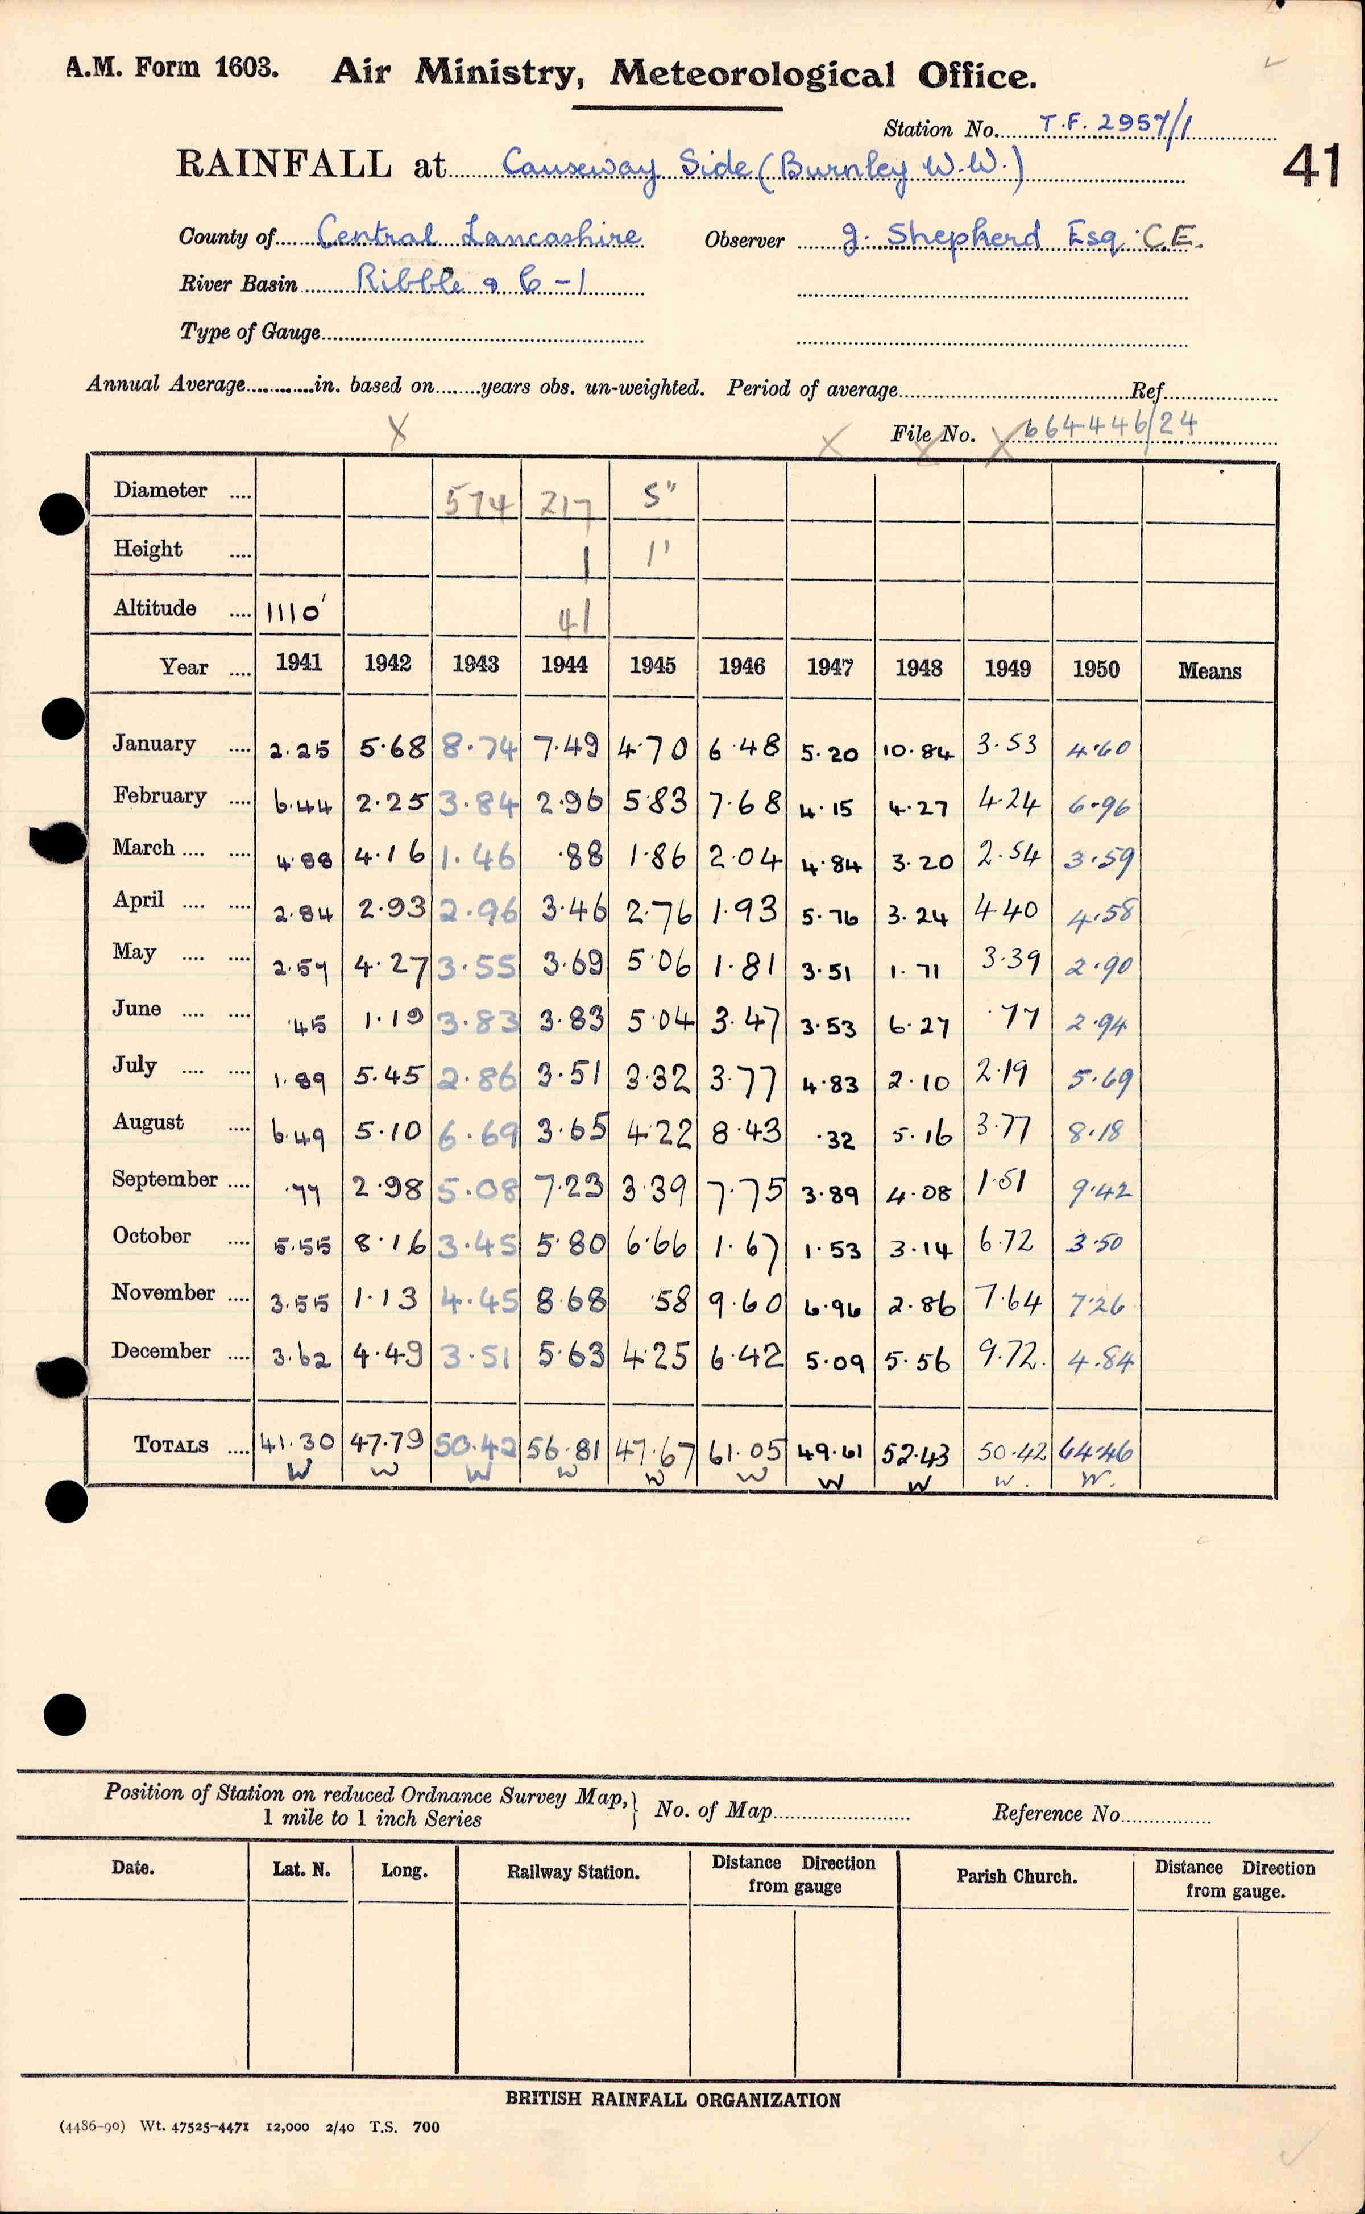 A.M. Form 1603. Air Ministry, Meteorological Office.
Station No. T.F. 2957/1
41
RAINFALL at Causeway Side (Burnley W.W.)
County of Central Lancashire Observer J. Shepherd Esq. C.E.
River Basin Ribble
Type of Gauge
Annual Average in. based on years obs. un-weighted. Period of average Ref.
File No. 664446/24
Diameter 574 217 5"
Height 1 1'
Altitude 1110' 41
Year 1941 1942 1943 1944 1945 1946 1947 1948 1949 1950 Means
January 2.25 5.68 8.74 7.49 4.70 6.48 5.20 10.84 3.53 4.60
February 6.44 2.25 3.84 2.96 5.83 7.68 4.15 4.27 4.24 6.96
March 4.88 4.16 1.46 .88 1.86 2.04 4.84 3.20 2.54 3.59
April 2.84 2.93 2.96 3.46 2.76 1.93 5.76 3.24 4.40 4.58
May 2.57 4.27 3.55 3.69 5.06 1.81 3.51 1.71 3.39 2.90
June .45 1.19 3.83 3.83 5.04 3.47 3.53 6.27 .77 2.94
July 1.89 5.45 2.86 3.51 3.32 3.77 4.83 2.10 2.19 5.69
August 6.49 5.10 6.69 3.65 4.22 8.43 .32 5.16 3.77 8.18
September .77 2.98 5.08 7.23 3.39 7.75 3.89 4.08 1.51 9.42
October 5.55 8.16 3.45 5.80 6.66 1.67 1.53 3.14 6.72 3.50
November 3.55 1.13 4.45 8.68 .58 9.60 6.96 2.86 7.64 7.26
December 3.62 4.49 3.51 5.63 4.25 6.42 5.09 5.56 9.72 4.84
TOTALS 41.30 47.79 50.42 56.81 47.67 61.05 49.61 52.43 50.42 64.46
W W W W W W W W W. W.
Position of Station on reduced Ordnance Survey Map, 1 mile to 1 inch Series No. of Map Reference No.
Date. Lat. N. Long. Railway Station. Distance Direction from gauge Parish Church. Distance Direction from gauge.
BRITISH RAINFALL ORGANIZATION
(4486-90) Wt. 47525-4471 12,000 2/40 T.S. 700